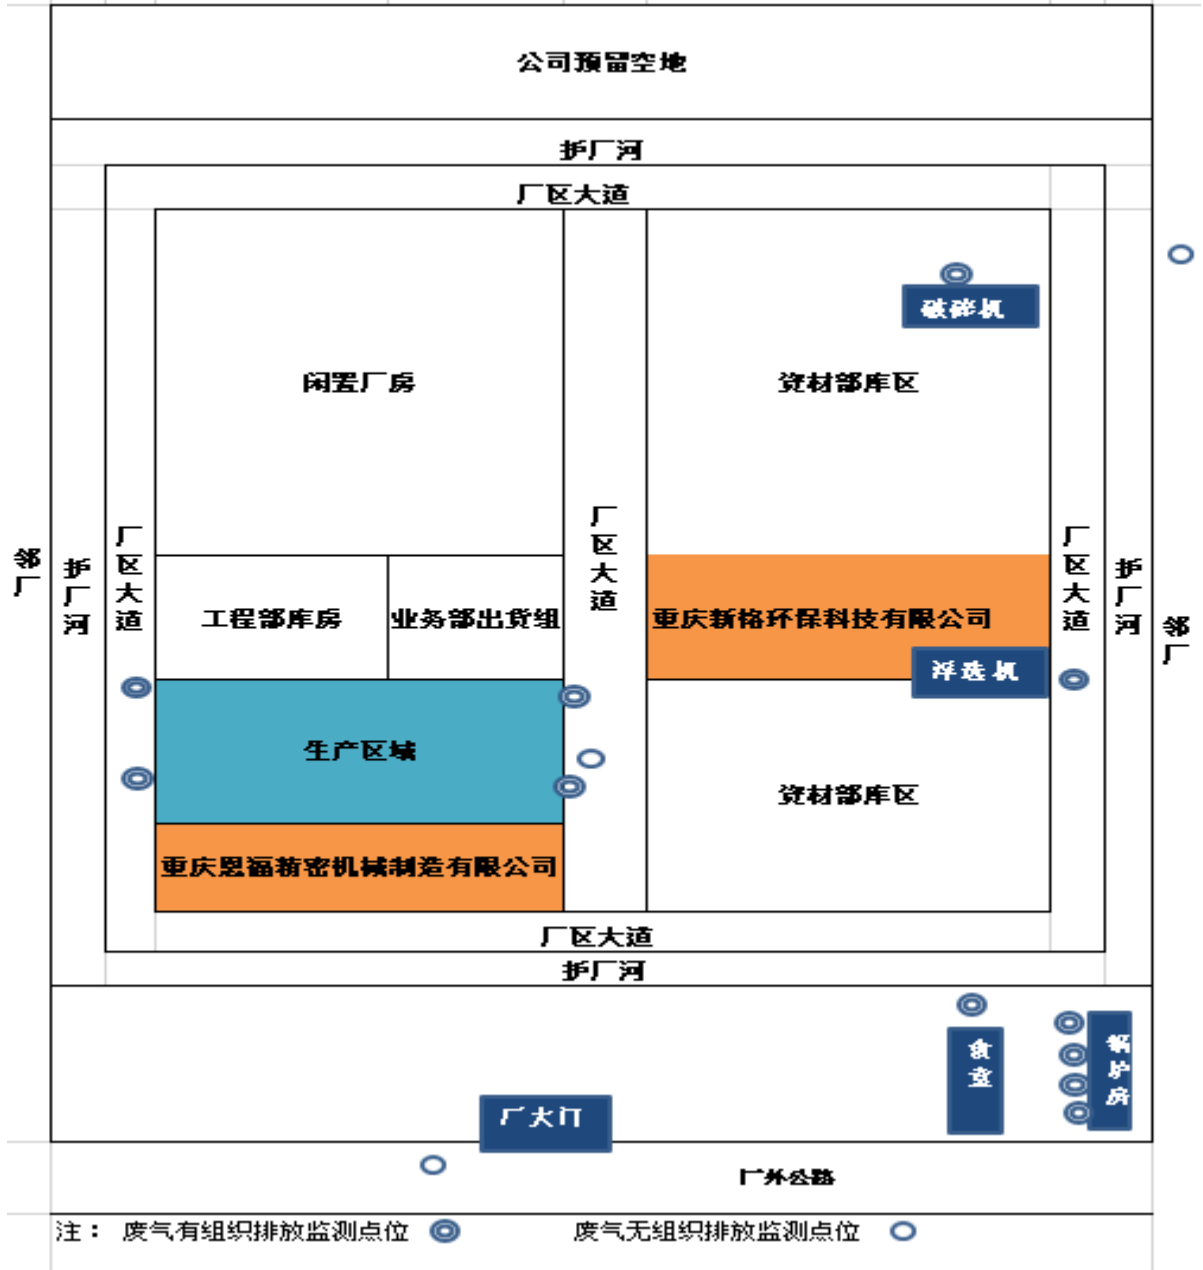 公司预留空地
护厂河
厂区大道
破碎机
闲置厂房
资材部库区
邻厂
护厂河
厂区大道
厂区大道
厂区大道
护厂河
邻厂
工程部库房
业务部出货组
重庆新格环保科技有限公司
浮选机
生产区域
资材部库区
重庆恩福精密机械制造有限公司
厂区大道
护厂河
食堂
锅炉房
厂大门
厂外公路
注： 废气有组织排放监测点位
废气无组织排放监测点位